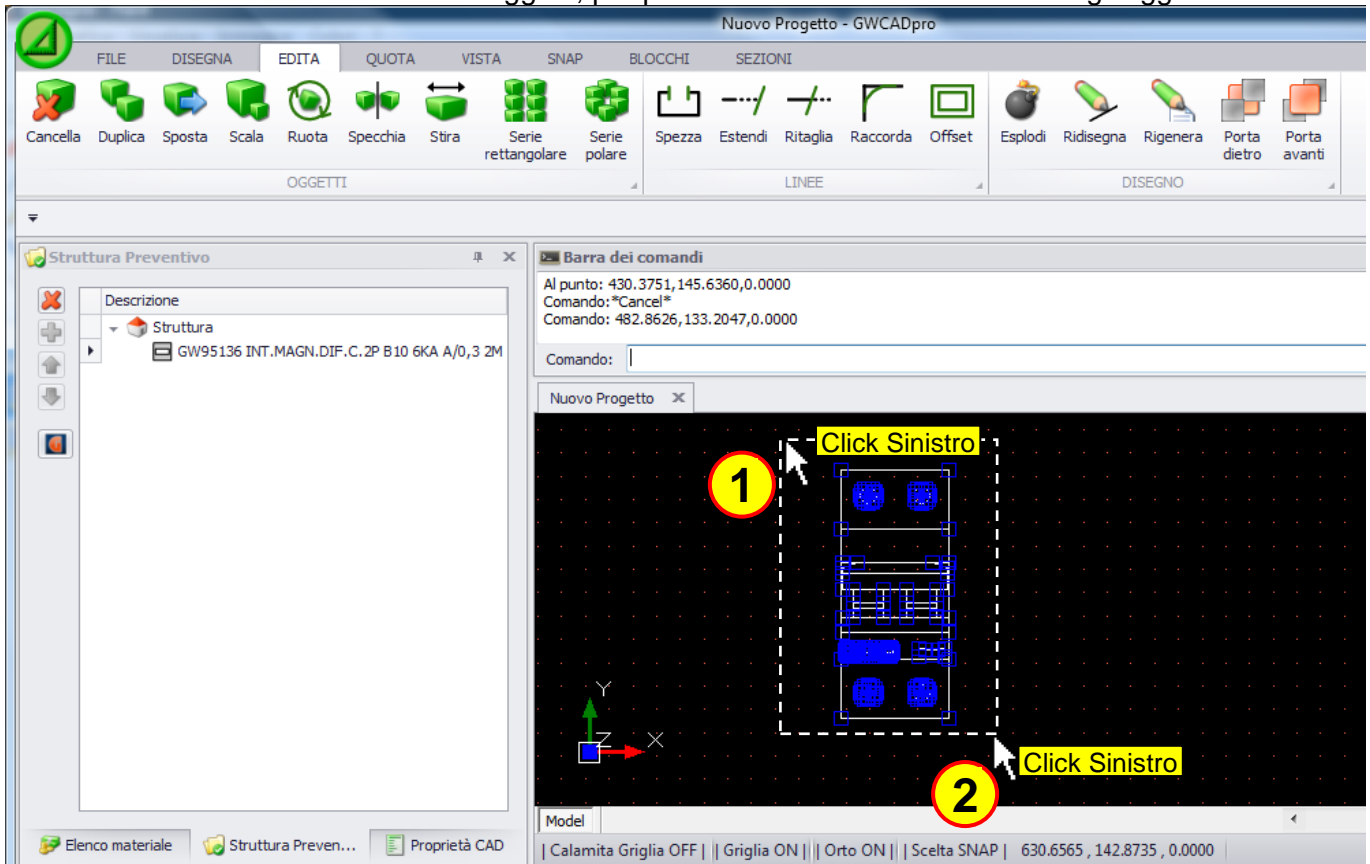 Nuovo Progetto - GWCADpro
FILE DISEGNA EDITA QUOTA VISTA SNAP BLOCCHI SEZIONI
Cancella Duplica Sposta Scala Ruota Specchia Stira Serie rettangolare Serie polare Spezza Estendi Ritaglia Raccorda Offset Esplodi Ridisegna Rigenera Porta dietro Porta avanti
OGGETTI LINEE DISEGNO
Struttura Preventivo
Descrizione
Struttura
GW95136 INT.MAGN.DIF.C.2P B10 6KA A/0,3 2M
Barra dei comandi
Al punto: 430.3751,145.6360,0.0000
Comando:*Cancel*
Comando: 482.8626,133.2047,0.0000
Comando:
Nuovo Progetto
Click Sinistro
1
Y
Z X
Click Sinistro
2
Model
Elenco materiale Struttura Preven... Proprietà CAD
| Calamita Griglia OFF | | Griglia ON | | Orto ON | | Scelta SNAP | 630.6565 , 142.8735 , 0.0000